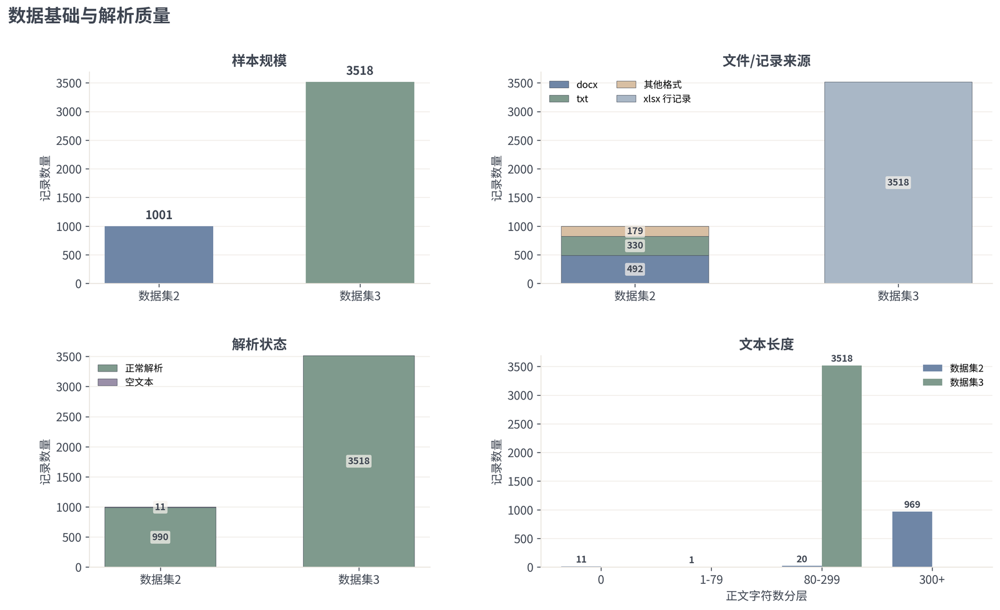 数据基础与解析质量
样本规模
记录数量
3500
3000
2500
2000
1500
1000
500
0
1001
3518
数据集2
数据集3
文件/记录来源
记录数量
3500
3000
2500
2000
1500
1000
500
0
docx
txt
其他格式
xlsx 行记录
179
330
492
3518
数据集2
数据集3
解析状态
记录数量
3500
3000
2500
2000
1500
1000
500
0
正常解析
空文本
11
990
3518
数据集2
数据集3
文本长度
记录数量
3500
3000
2500
2000
1500
1000
500
0
数据集2
数据集3
11
1
20
3518
969
0
1-79
80-299
300+
正文字符数分层